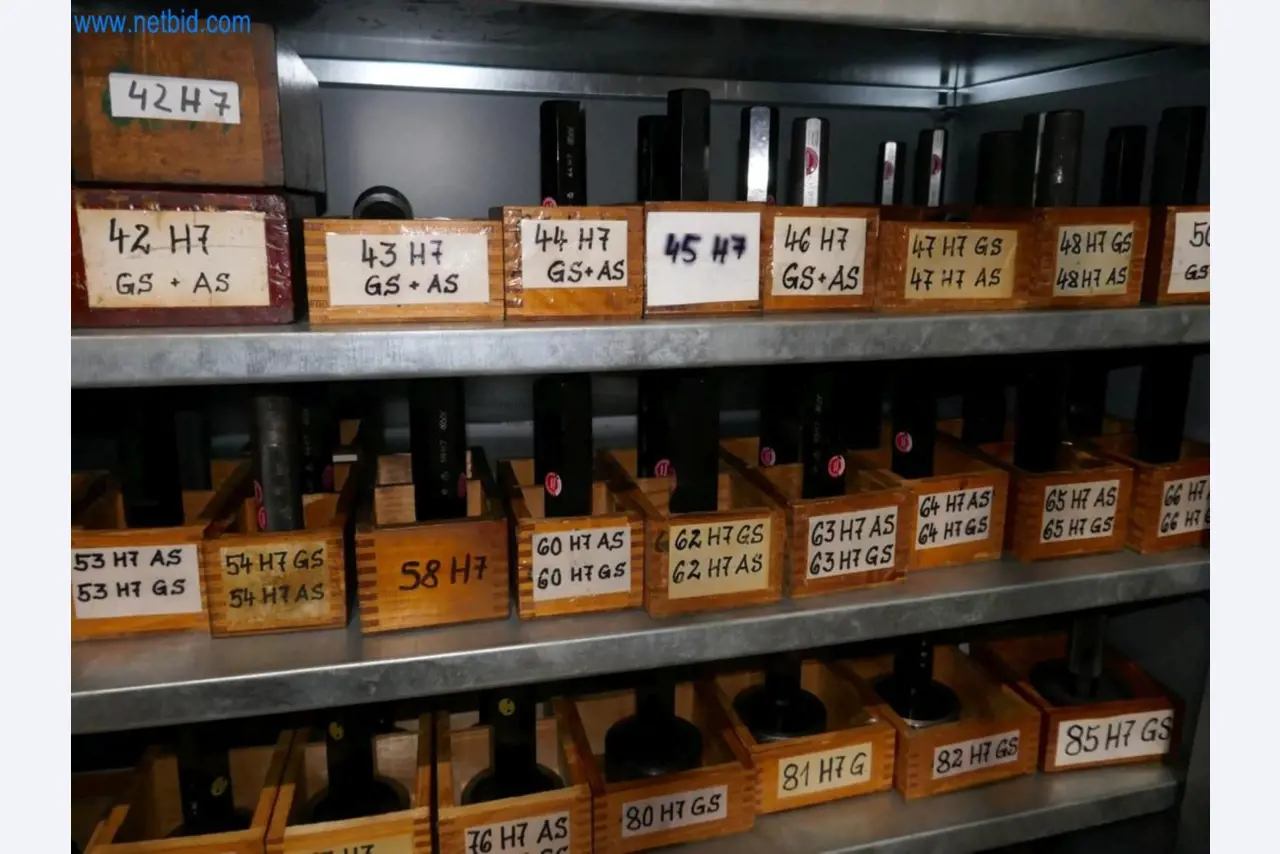 www.netbid.com
42 H7
42 H7
GS + AS
43 H7
GS + AS
44 H7
GS+AS
45 H7
46 H7
GS+AS
47 H7 GS
47 H7 AS
48 H7 GS
48 H7 AS
GS
53 H7 AS
53 H7 GS
54 H7 GS
54 H7 AS
58 H7
60 H7 AS
60 H7 GS
62 H7 GS
62 H7 AS
63 H7 AS
63 H7 GS
64 H7 AS
64 H7 GS
65 H7 AS
65 H7 GS
66 H7
66 H7
76 H7 AS
80 H7 GS
81 H7 G
82 H7 GS
85 H7 GS